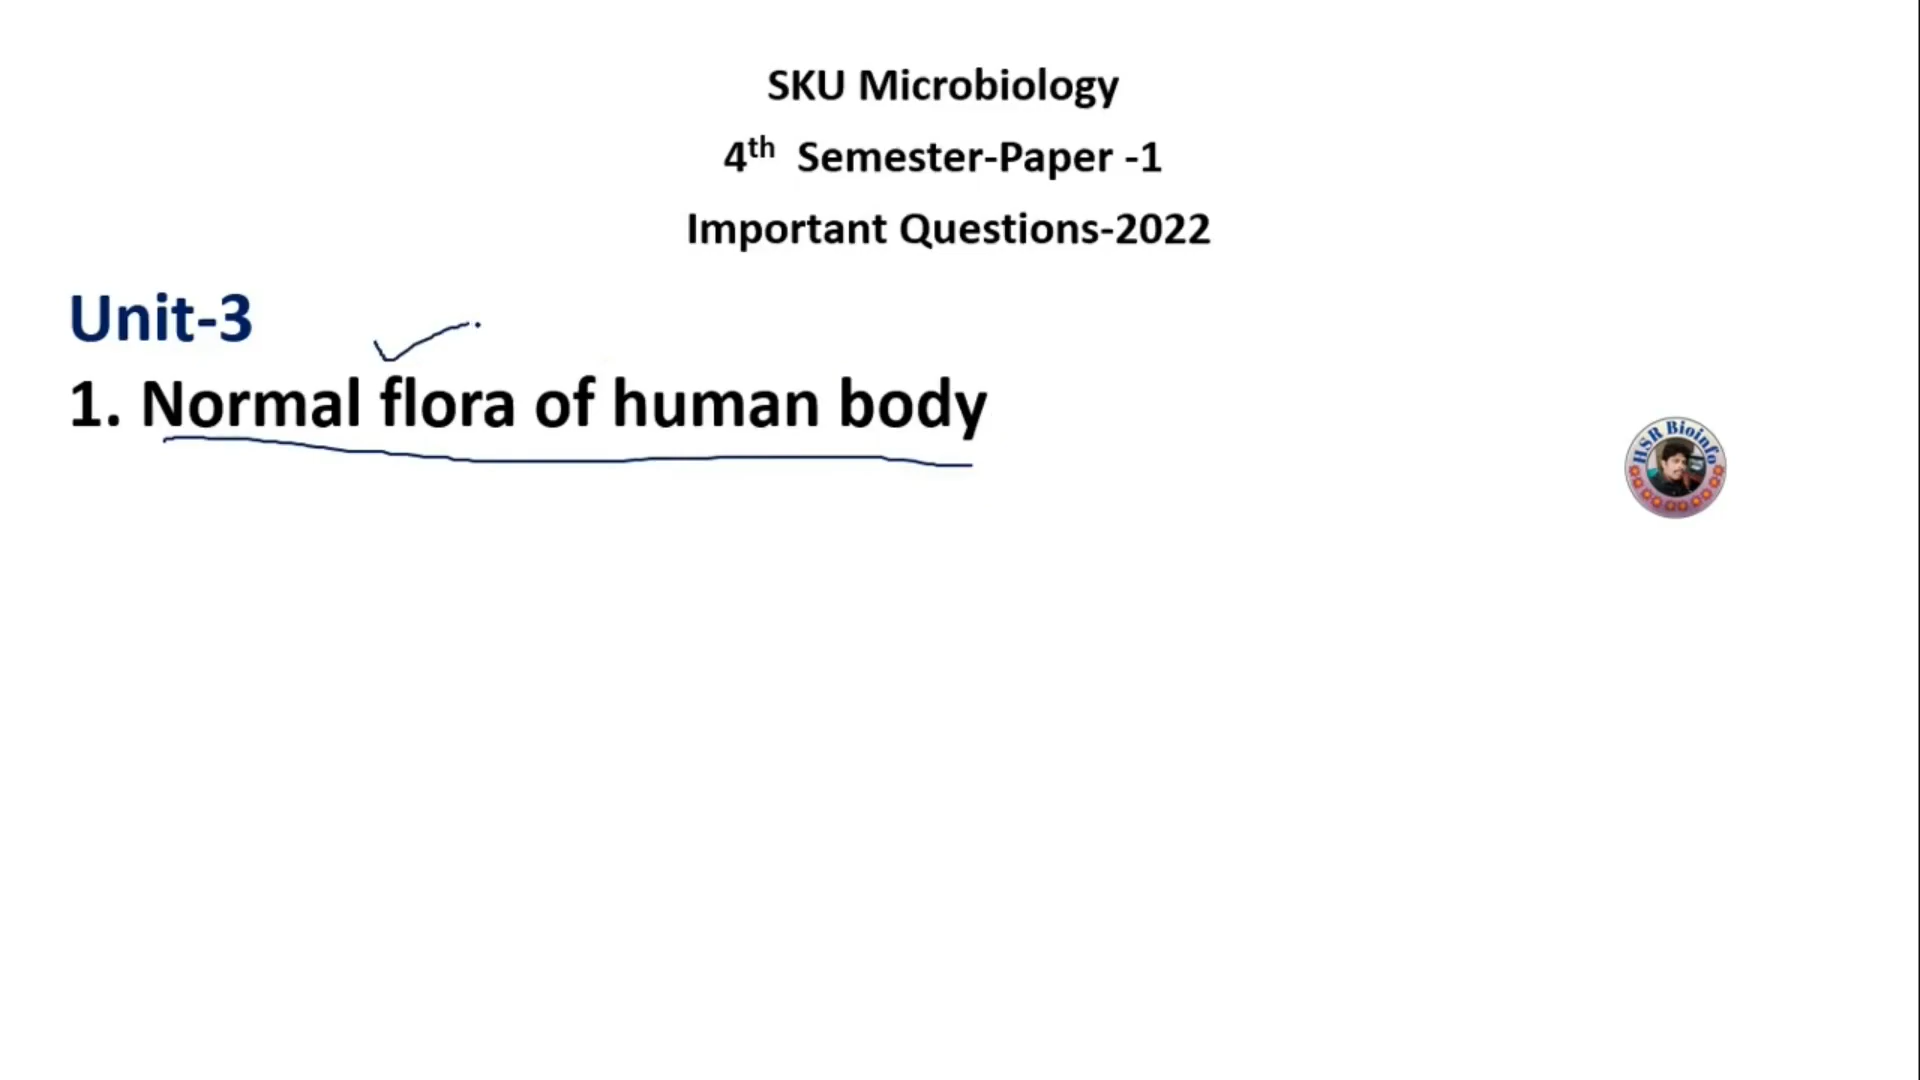 SKU Microbiology
4th Semester-Paper -1
Important Questions-2022
Unit-3
1. Normal flora of human body
HSR Bioinfo